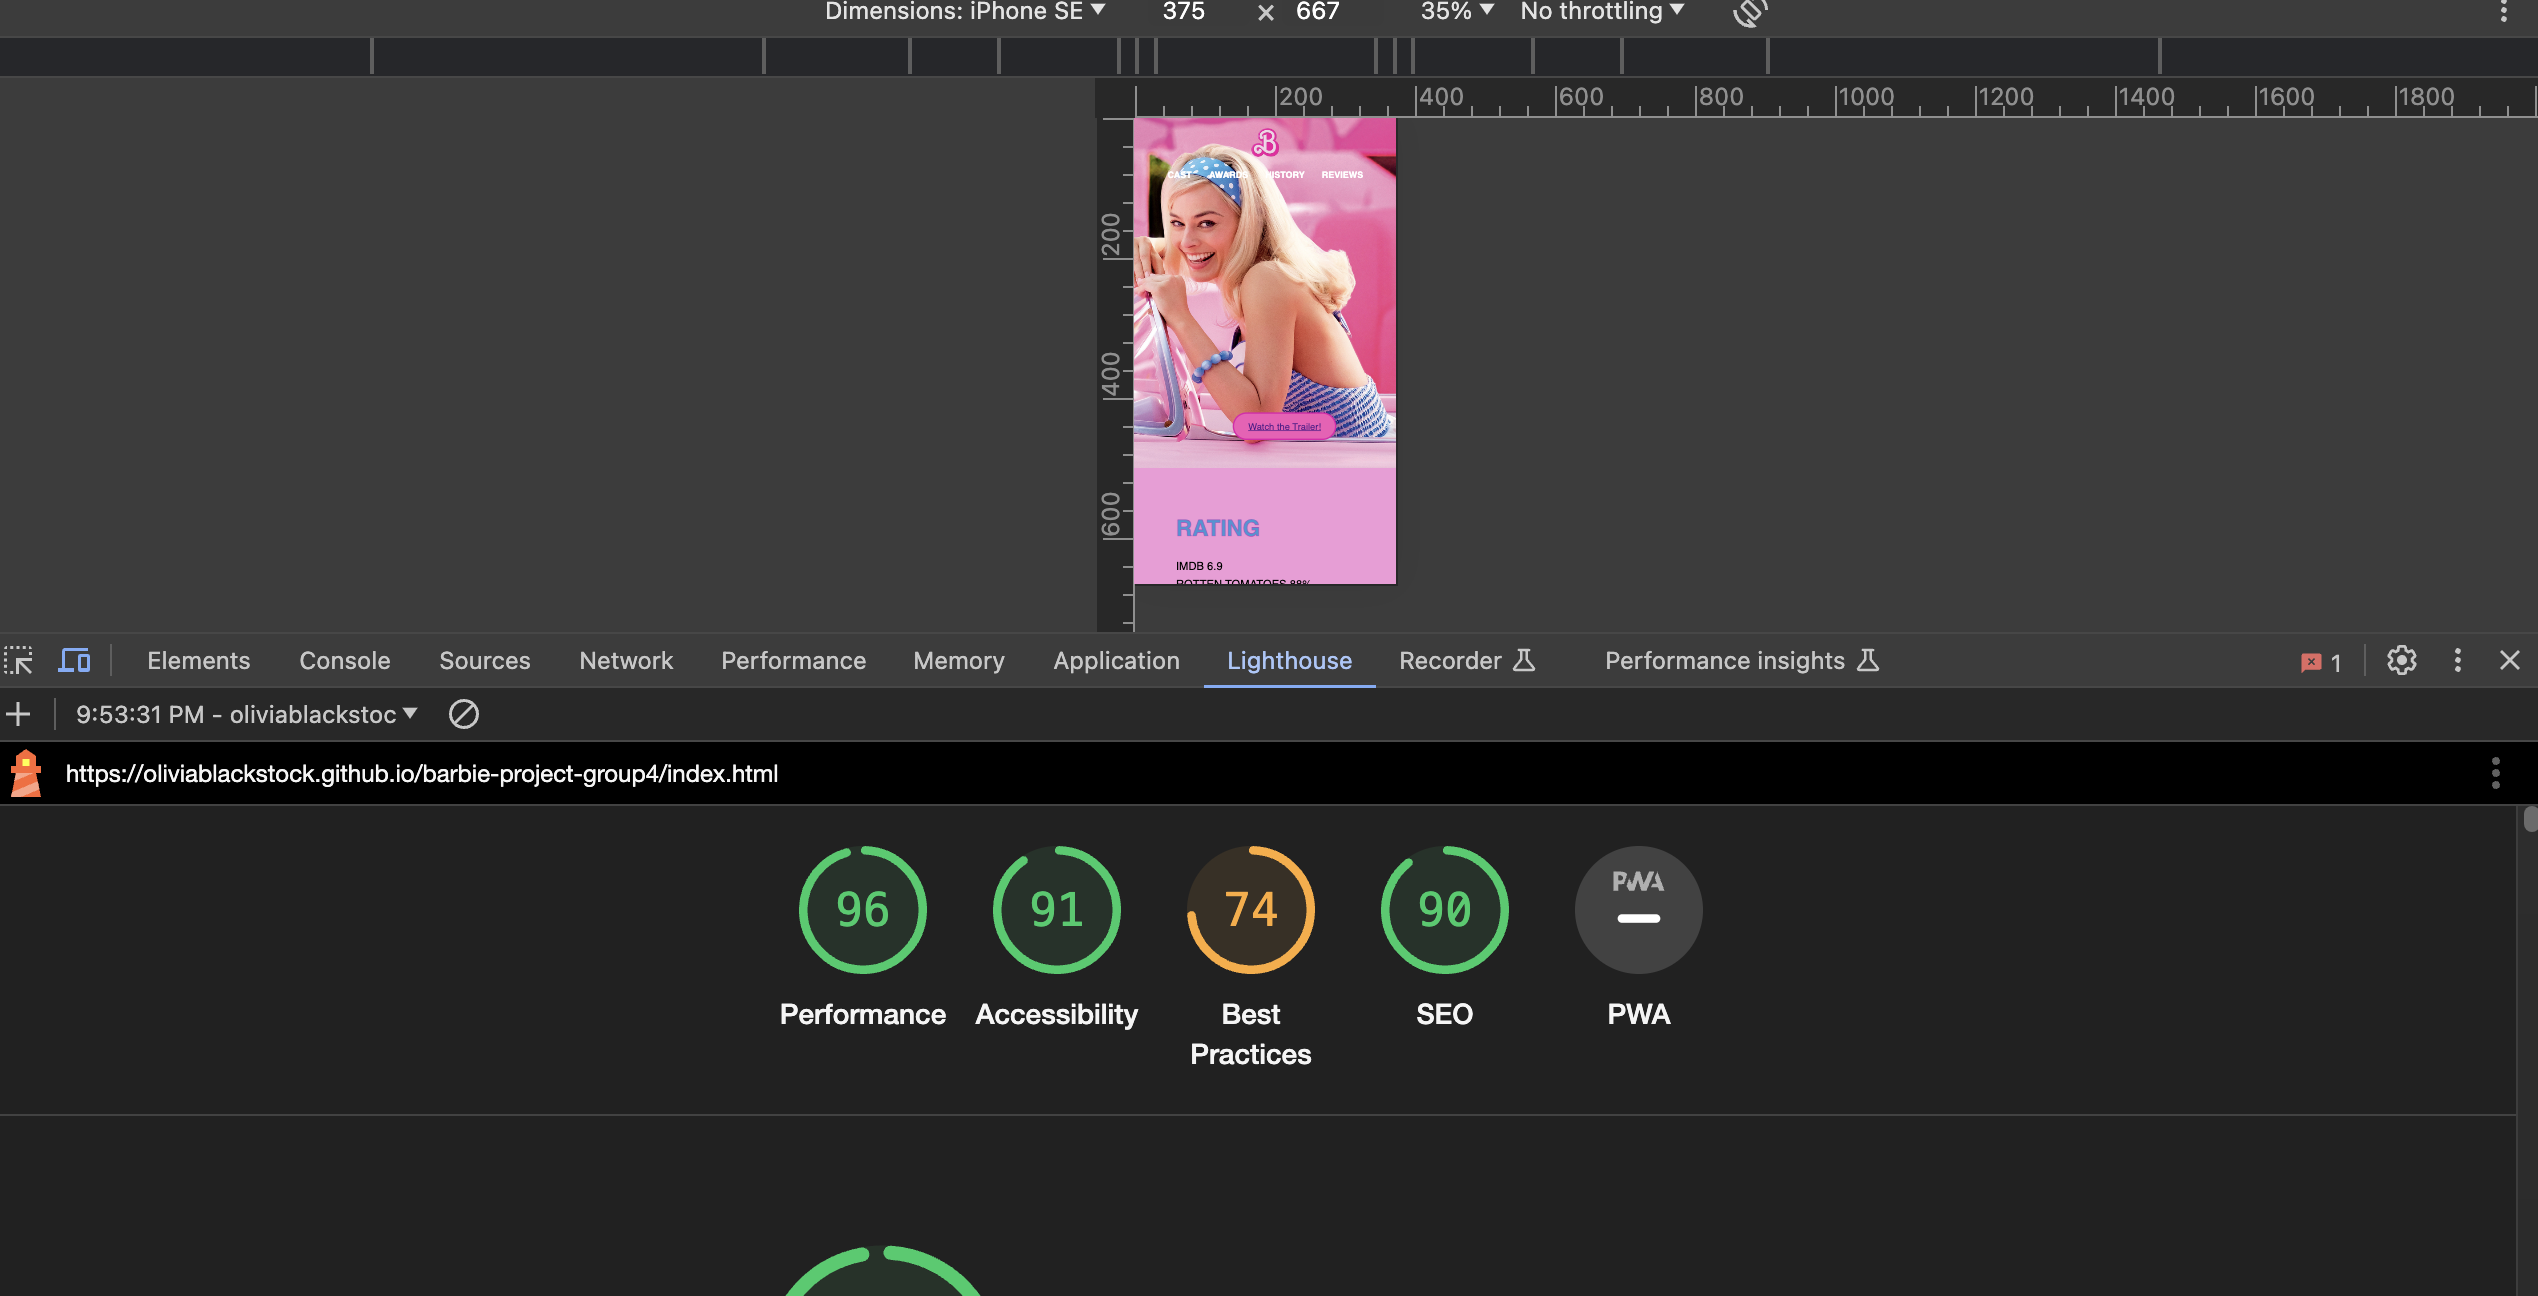 Dimensions: iPhone SE 375 × 667 35% No throttling
200 400 600 800 1000 1200 1400 1600 1800
200
400
600
B
CAST AWARDS HISTORY REVIEWS
Watch the Trailer!
RATING
IMDB 6.9
ROTTEN TOMATOES 88%
Elements Console Sources Network Performance Memory Application Lighthouse Recorder Performance insights 1
9:53:31 PM - oliviablackstoc
https://oliviablackstock.github.io/barbie-project-group4/index.html
96 91 74 90 PWA
Performance Accessibility Best Practices SEO PWA